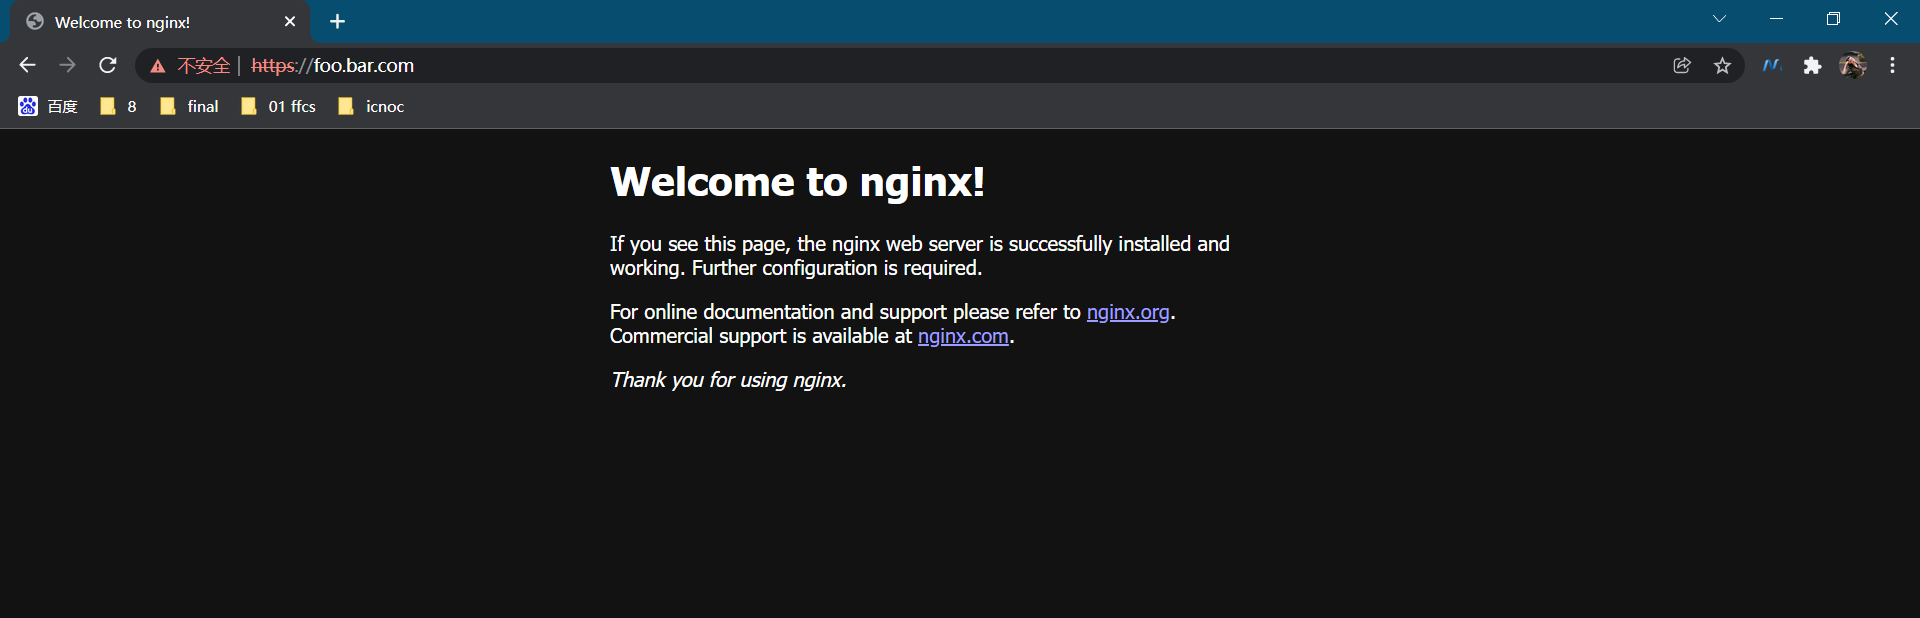 Welcome to nginx!
不安全 | https://foo.bar.com
百度 8 final 01 ffcs icnoc
Welcome to nginx!
If you see this page, the nginx web server is successfully installed and
working. Further configuration is required.
For online documentation and support please refer to nginx.org.
Commercial support is available at nginx.com.
Thank you for using nginx.